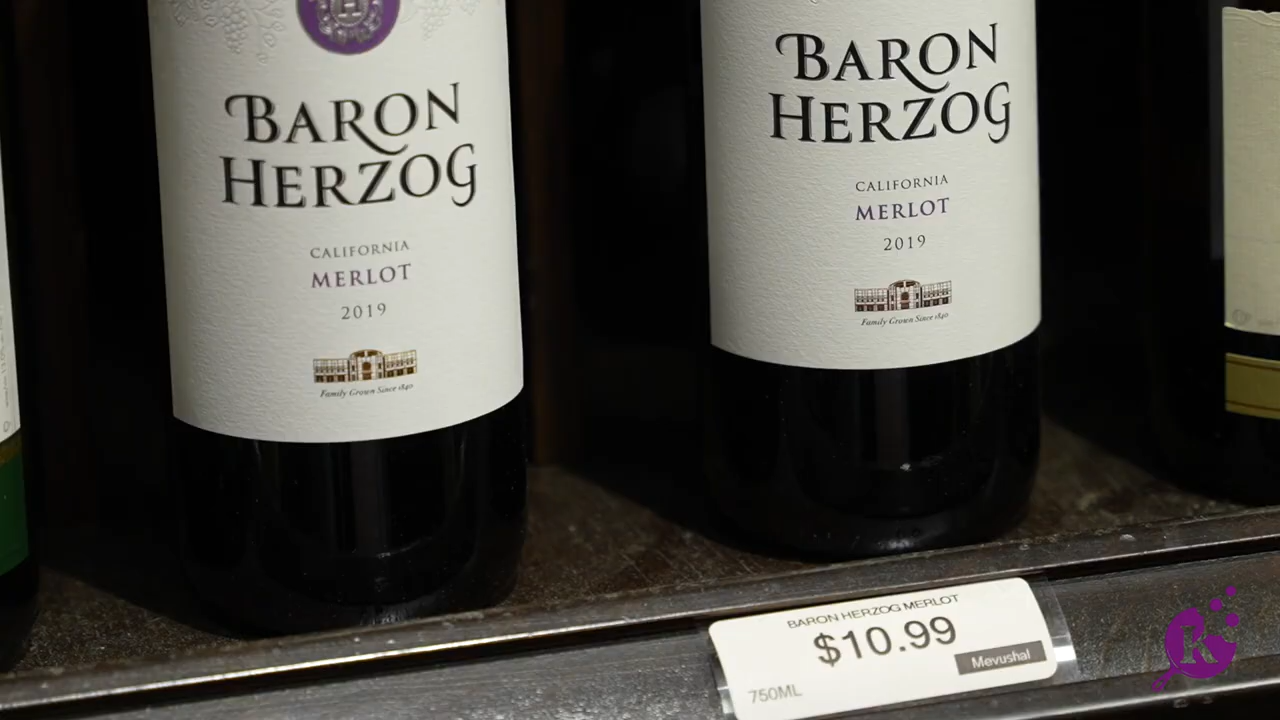 H
BARON
HERZOG
CALIFORNIA
MERLOT
2019
Family Grown Since 1840
BARON
HERZOG
CALIFORNIA
MERLOT
2019
Family Grown Since 1840
BARON HERZOG MERLOT
$10.99
Mevushal
750ML
K